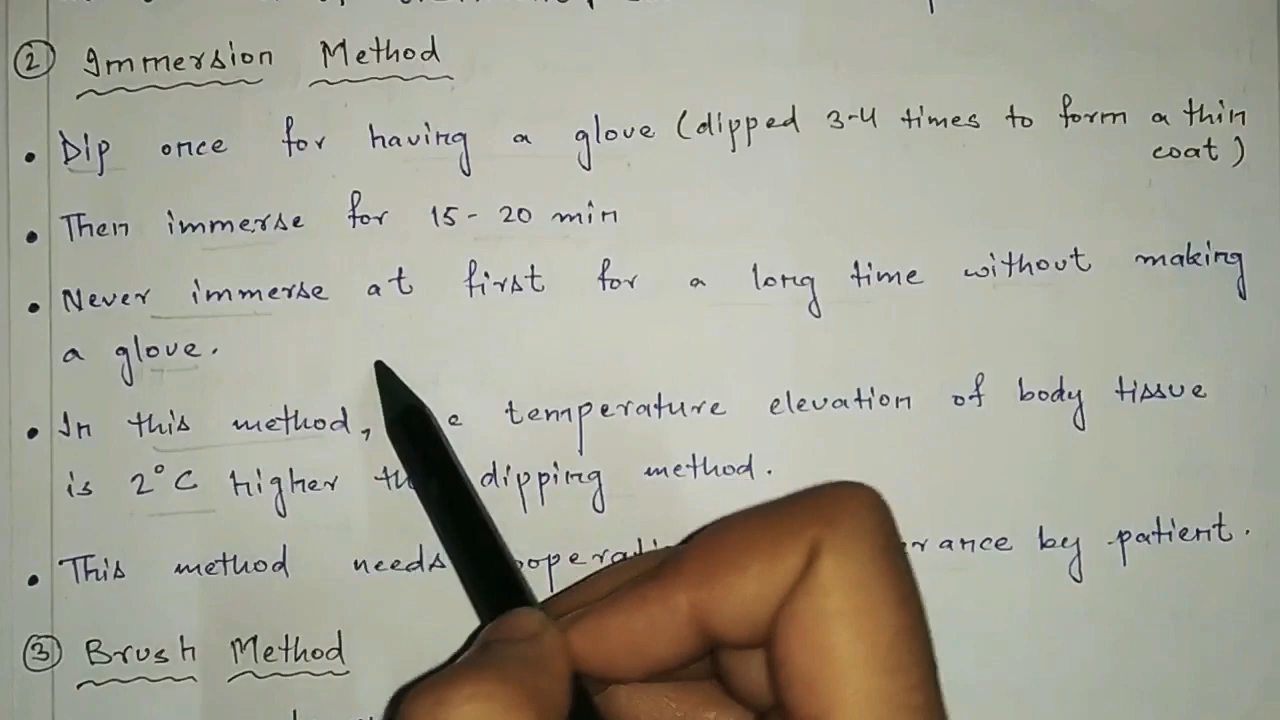 ② Immersion Method
• Dip once for having a glove (dipped 3-4 times to form a thin
coat)
• Then immerse for 15-20 min
• Never immerse at first for a long time without making
a glove.
• In this method, temperature elevation of body tissue
is 2°C higher dipping method.
• This method needs by patient.
③ Brush Method